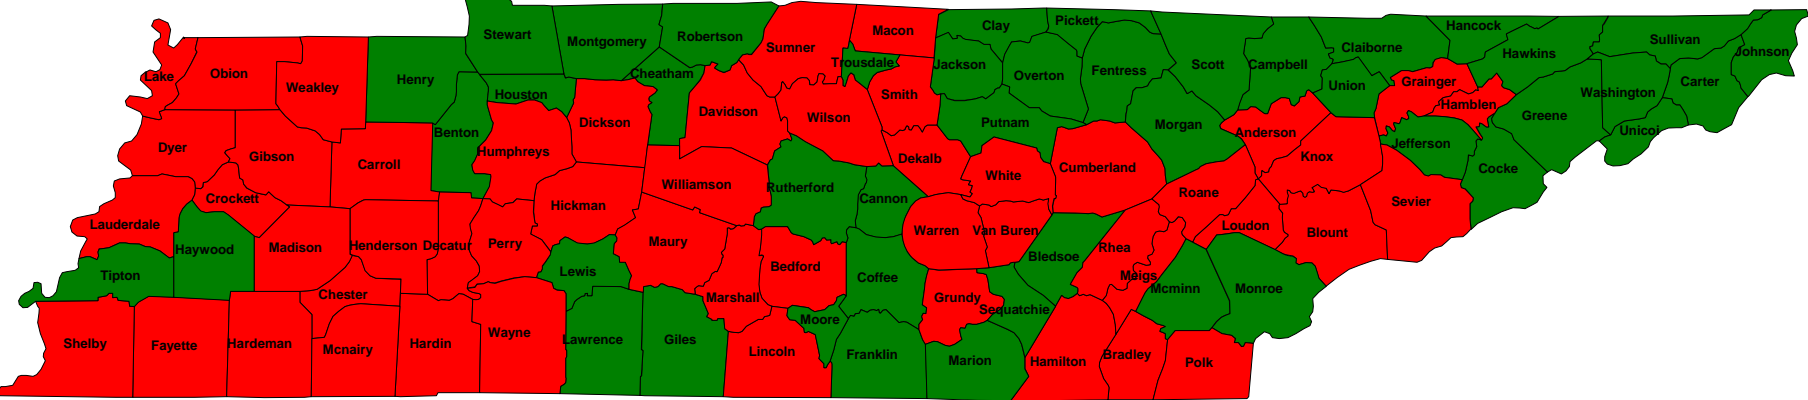 Stewart
Montgomery
Robertson
Sumner
Macon
Clay
Pickett
Hancock
Lake
Obion
Weakley
Henry
Houston
Cheatham
Trousdale
Jackson
Overton
Fentress
Scott
Campbell
Claiborne
Union
Grainger
Hawkins
Sullivan
Johnson
Carter
Washington
Hamblen
Greene
Unicoi
Benton
Humphreys
Dickson
Davidson
Wilson
Smith
Putnam
Morgan
Anderson
Knox
Jefferson
Cocke
Dyer
Gibson
Carroll
Williamson
Rutherford
Cannon
Dekalb
White
Cumberland
Roane
Loudon
Blount
Sevier
Lauderdale
Crockett
Haywood
Madison
Henderson
Decatur
Perry
Hickman
Maury
Bedford
Warren
Van Buren
Bledsoe
Rhea
Meigs
Mcminn
Monroe
Tipton
Chester
Lewis
Marshall
Coffee
Grundy
Sequatchie
Moore
Shelby
Fayette
Hardeman
Mcnairy
Hardin
Wayne
Lawrence
Giles
Lincoln
Franklin
Marion
Hamilton
Bradley
Polk